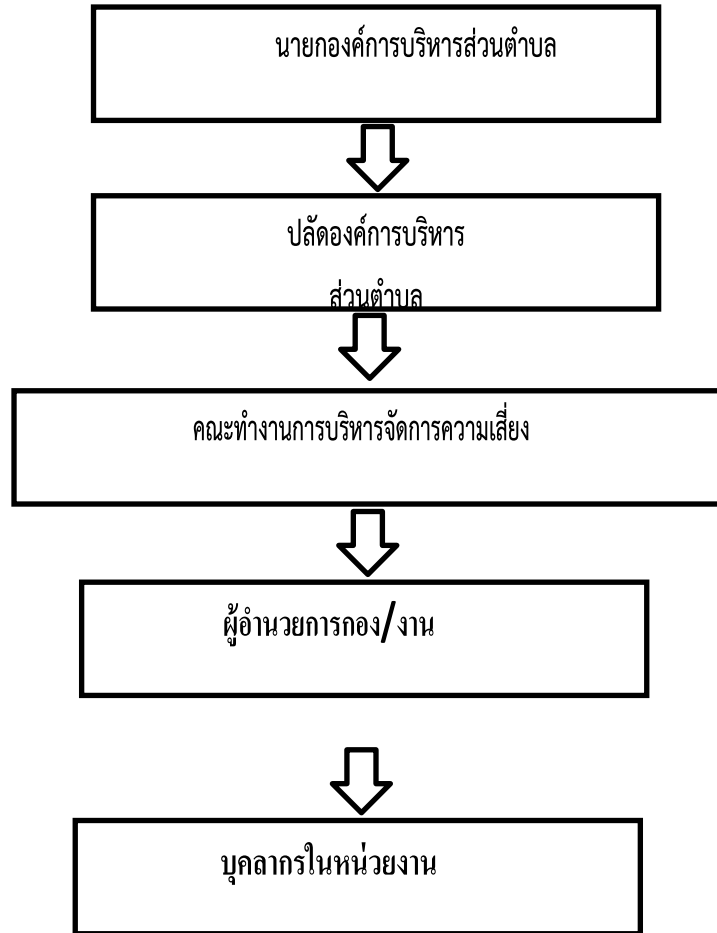 นายกองค์การบริหารส่วนตำบล
ปลัดองค์การบริหาร
ส่วนตำบล
คณะทำงานการบริหารจัดการความเสี่ยง
ผู้อำนวยการกอง/งาน
บุคลากรในหน่วยงาน